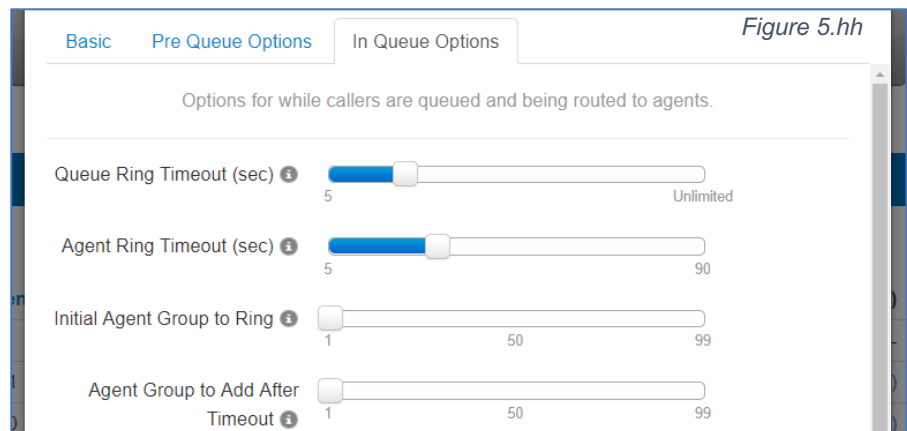 Figure 5.hh
Basic Pre Queue Options In Queue Options
Options for while callers are queued and being routed to agents.
Queue Ring Timeout (sec)
5 Unlimited
Agent Ring Timeout (sec)
5 90
Initial Agent Group to Ring
1 50 99
Agent Group to Add After
Timeout
1 50 99